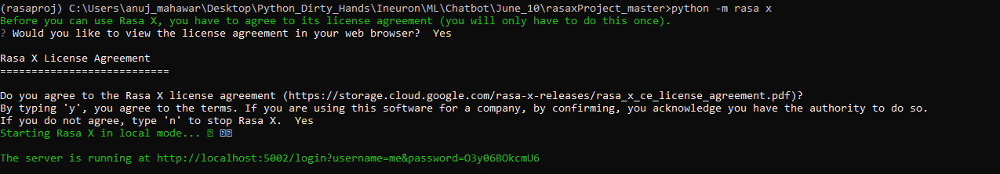 (rasaproj) C:\Users\anuj_mahawar\Desktop\Python_Dirty_Hands\Ineuron\ML\Chatbot\June_10\rasaxProject_master>python -m rasa x
Before you can use Rasa X, you have to agree to its license agreement (you will only have to do this once).
? Would you like to view the license agreement in your web browser?  Yes
Rasa X License Agreement
===========================
Do you agree to the Rasa X license agreement (https://storage.cloud.google.com/rasa-x-releases/rasa_x_ce_license_agreement.pdf)?
By typing 'y', you agree to the terms. If you are using this software for a company, by confirming, you acknowledge you have the authority to do so.
If you do not agree, type 'n' to stop Rasa X.  Yes
Starting Rasa X in local mode...
The server is running at http://localhost:5002/login?username=me&password=O3y06BOkcmU6